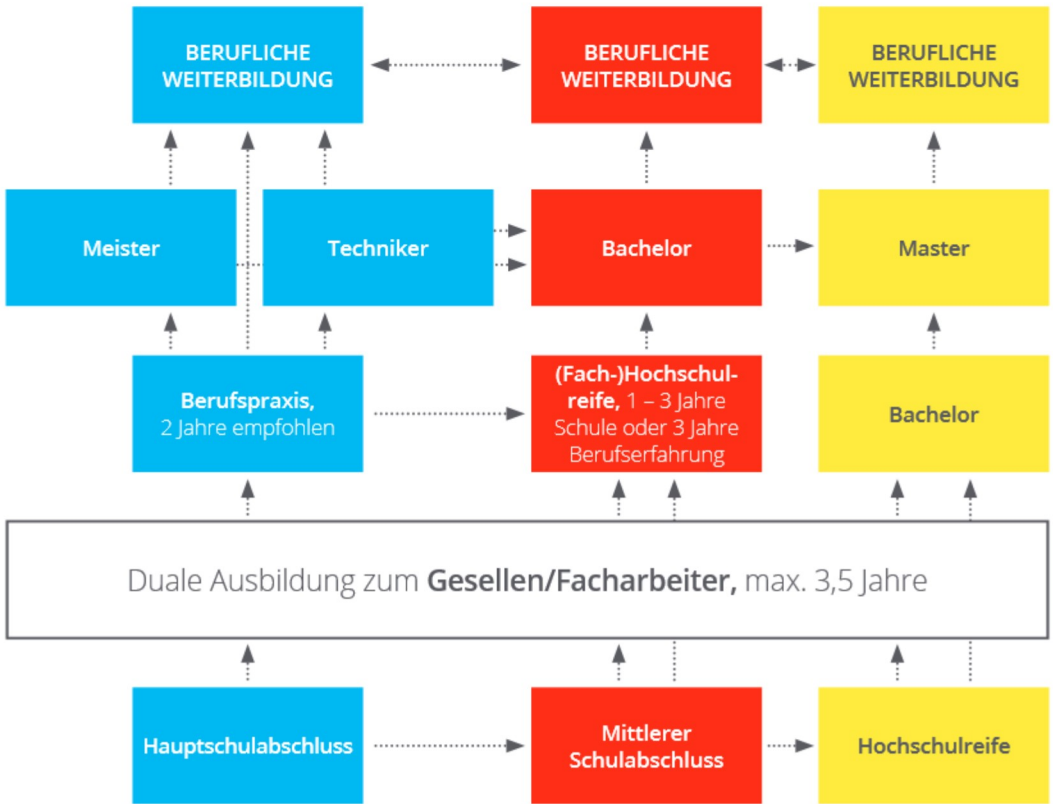 BERUFLICHE
WEITERBILDUNG
BERUFLICHE
WEITERBILDUNG
BERUFLICHE
WEITERBILDUNG
Meister
Techniker
Bachelor
Master
Berufspraxis,
2 Jahre empfohlen
(Fach-)Hochschul-
reife, 1 – 3 Jahre
Schule oder 3 Jahre
Berufserfahrung
Bachelor
Duale Ausbildung zum Gesellen/Facharbeiter, max. 3,5 Jahre
Hauptschulabschluss
Mittlerer
Schulabschluss
Hochschulreife